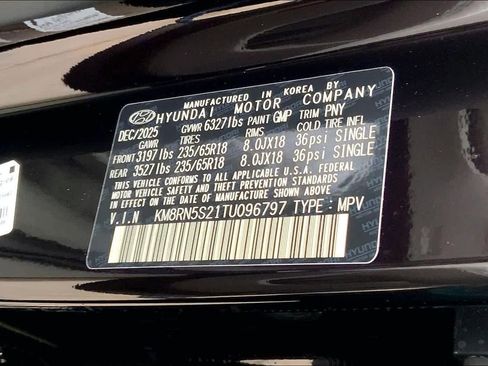 MANUFACTURED IN KOREA BY
HYUNDAI MOTOR COMPANY
DEC/2025 GVWR 6327lbs PAINT GMP TRIM PNY
GAWR TIRES RIMS COLD TIRE INFL
FRONT 3197lbs 235/65R18 8.0JX18 36psi SINGLE
REAR 3527lbs 235/65R18 8.0JX18 36psi SINGLE
THIS VEHICLE CONFORMS TO ALL APPLICABLE U.S.A. FEDERAL
MOTOR VEHICLE SAFETY AND THEFT PREVENTION STANDARDS
IN EFFECT ON THE DATE OF MANUFACTURE SHOWN ABOVE.
V.I.N KM8RN5S21TU096797 TYPE: MPV